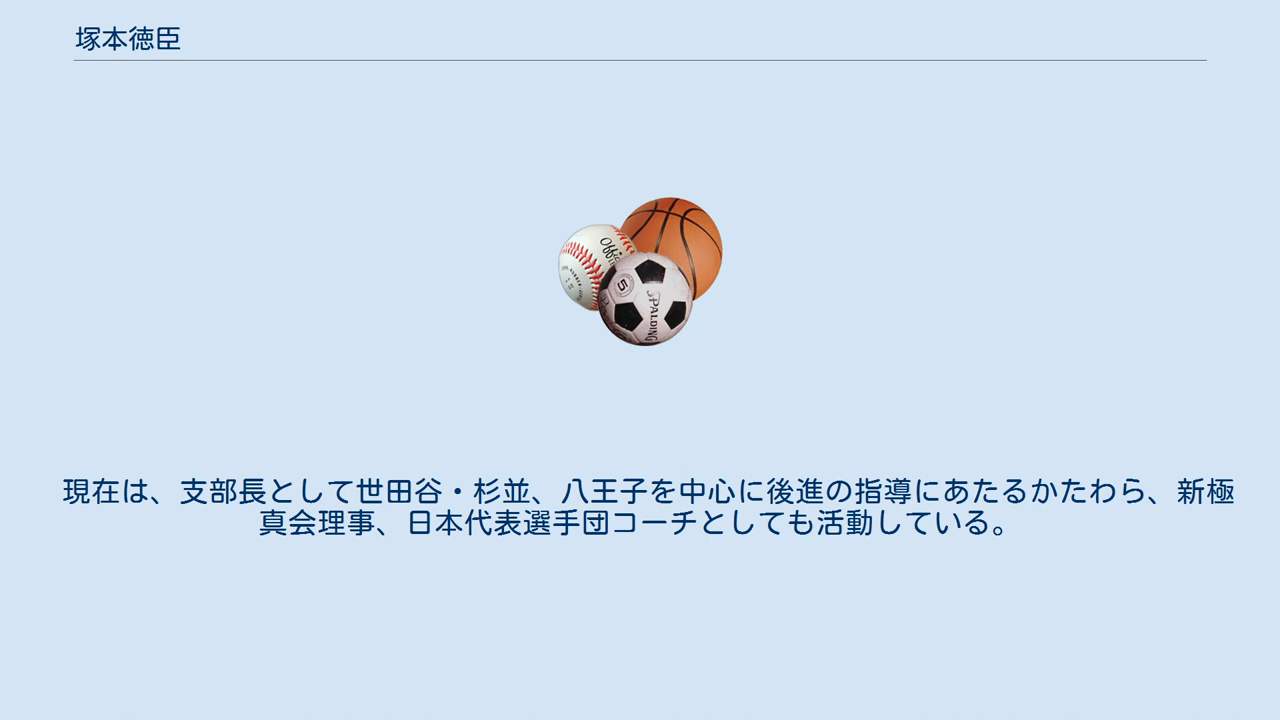 塚本徳臣
Offic
5
SPALDING
現在は、支部長として世田谷・杉並、八王子を中心に後進の指導にあたるかたわら、新極
真会理事、日本代表選手団コーチとしても活動している。